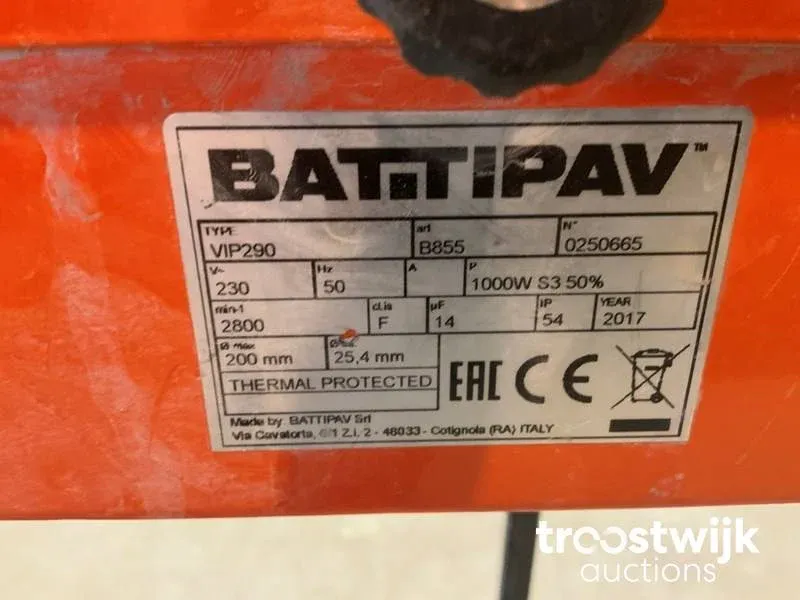 BATTIPAV™
TYPE art N°
VIP290 B855 0250665
V~ Hz A P
230 50 1000W S3 50%
min-1 cl.is µF IP YEAR
2800 F 14 54 2017
Ø max
200 mm 25,4 mm
THERMAL PROTECTED
EAC CE
Made by BATTIPAV Srl
Via Cavatorta, 6/1 Z.i. 2 - 48033 - Cotignola (RA) ITALY
troostwijk
auctions